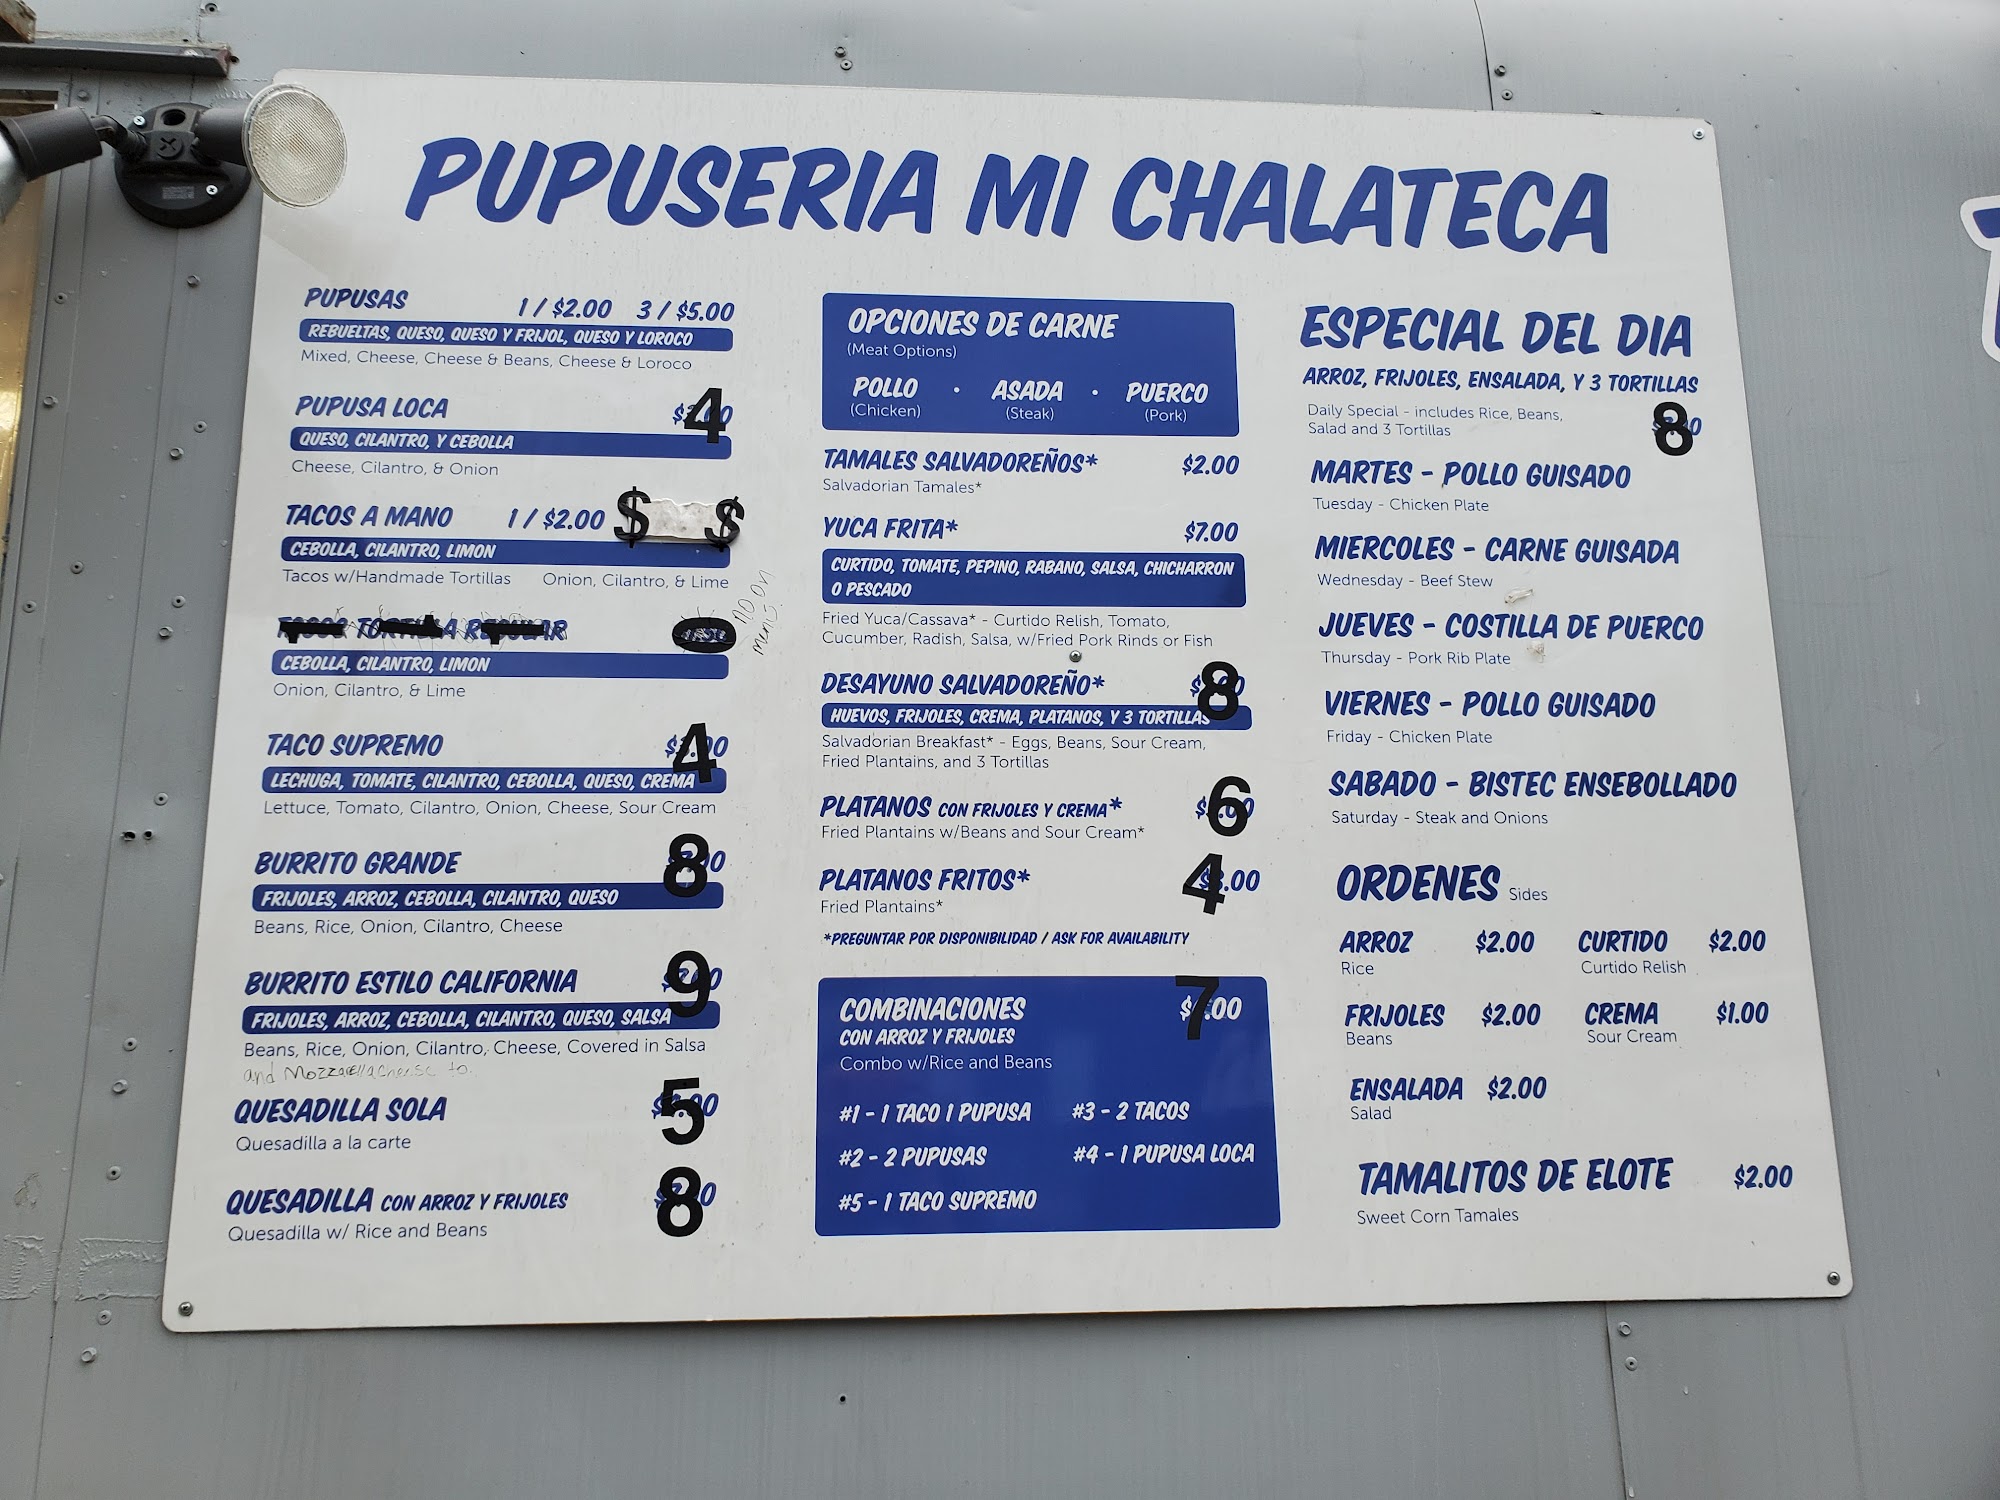 PUPUSERIA MI CHALATECA
PUPUSAS 1 / $2.00 3 / $5.00
REBUELTAS, QUESO, QUESO Y FRIJOL, QUESO Y LOROCO
Mixed, Cheese, Cheese & Beans, Cheese & Loroco
PUPUSA LOCA 4
QUESO, CILANTRO, Y CEBOLLA
Cheese, Cilantro, & Onion
TACOS A MANO 1 / $2.00 $ $
CEBOLLA, CILANTRO, LIMON
Tacos w/Handmade Tortillas Onion, Cilantro, & Lime
TACOS TORTILLA REGULAR
no on menu
CEBOLLA, CILANTRO, LIMON
Onion, Cilantro, & Lime
TACO SUPREMO 4
LECHUGA, TOMATE, CILANTRO, CEBOLLA, QUESO, CREMA
Lettuce, Tomato, Cilantro, Onion, Cheese, Sour Cream
BURRITO GRANDE 8
FRIJOLES, ARROZ, CEBOLLA, CILANTRO, QUESO
Beans, Rice, Onion, Cilantro, Cheese
BURRITO ESTILO CALIFORNIA 9
FRIJOLES, ARROZ, CEBOLLA, CILANTRO, QUESO, SALSA
Beans, Rice, Onion, Cilantro, Cheese, Covered in Salsa
and Mozzarella cheese to.
QUESADILLA SOLA 5
Quesadilla a la carte
QUESADILLA CON ARROZ Y FRIJOLES 8
Quesadilla w/ Rice and Beans
OPCIONES DE CARNE
(Meat Options)
POLLO · ASADA · PUERCO
(Chicken) (Steak) (Pork)
TAMALES SALVADOREÑOS* $2.00
Salvadorian Tamales*
YUCA FRITA* $7.00
CURTIDO, TOMATE, PEPINO, RABANO, SALSA, CHICHARRON
O PESCADO
Fried Yuca/Cassava* - Curtido Relish, Tomato,
Cucumber, Radish, Salsa, w/Fried Pork Rinds or Fish
DESAYUNO SALVADOREÑO* 8
HUEVOS, FRIJOLES, CREMA, PLATANOS, Y 3 TORTILLAS
Salvadorian Breakfast* - Eggs, Beans, Sour Cream,
Fried Plantains, and 3 Tortillas
PLATANOS CON FRIJOLES Y CREMA* 6
Fried Plantains w/Beans and Sour Cream*
PLATANOS FRITOS* 4 .00
Fried Plantains*
*PREGUNTAR POR DISPONIBILIDAD / ASK FOR AVAILABILITY
COMBINACIONES $7.00
CON ARROZ Y FRIJOLES
Combo w/Rice and Beans
#1 - 1 TACO 1 PUPUSA #3 - 2 TACOS
#2 - 2 PUPUSAS #4 - 1 PUPUSA LOCA
#5 - 1 TACO SUPREMO
ESPECIAL DEL DIA
ARROZ, FRIJOLES, ENSALADA, Y 3 TORTILLAS
Daily Special - includes Rice, Beans,
Salad and 3 Tortillas 8
MARTES - POLLO GUISADO
Tuesday - Chicken Plate
MIERCOLES - CARNE GUISADA
Wednesday - Beef Stew
JUEVES - COSTILLA DE PUERCO
Thursday - Pork Rib Plate
VIERNES - POLLO GUISADO
Friday - Chicken Plate
SABADO - BISTEC ENSEBOLLADO
Saturday - Steak and Onions
ORDENES Sides
ARROZ $2.00 CURTIDO $2.00
Rice Curtido Relish
FRIJOLES $2.00 CREMA $1.00
Beans Sour Cream
ENSALADA $2.00
Salad
TAMALITOS DE ELOTE $2.00
Sweet Corn Tamales